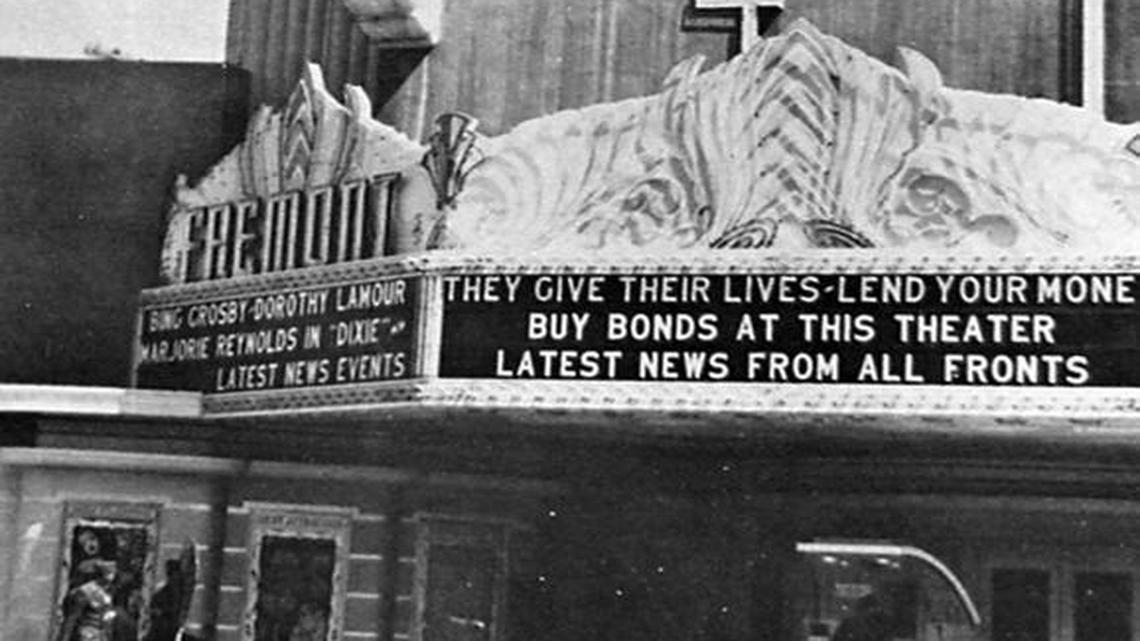 FREMONT
BING CROSBY-DOROTHY LAMOUR
MARJORIE REYNOLDS IN "DIXIE"
LATEST NEWS EVENTS
THEY GIVE THEIR LIVES-LEND YOUR MONE
BUY BONDS AT THIS THEATER
LATEST NEWS FROM ALL FRONTS